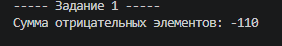 ----- Задание 1 -----
Сумма отрицательных элементов: -110